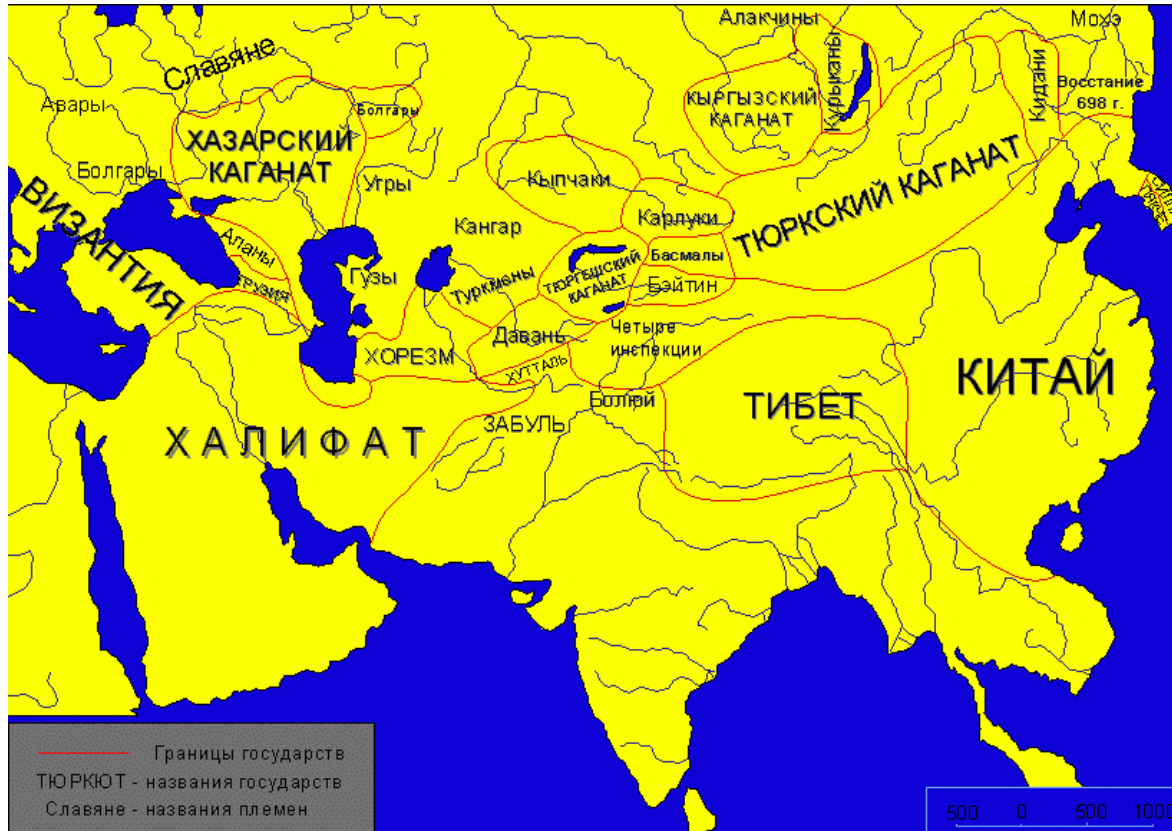 Алакчины
Мохэ
Славяне
Курыканы
Кидани
Восстание
698 г.
Авары
Болгары
КЫРГЫЗСКИЙ
КАГАНАТ
ХАЗАРСКИЙ
КАГАНАТ
Болгары
Угры
Кыпчаки
ТЮРКСКИЙ КАГАНАТ
ВИЗАНТИЯ
Карлуки
Кангар
Аланы
Басмалы
ГРУЗИЯ
Гузы
Туркмены
ТЮРГЕШСКИЙ
КАГАНАТ
Бэйтин
Давань
Четыре
инспекции
ХОРЕЗМ
ХУТТАЛЬ
КИТАЙ
Болюй
ТИБЕТ
ЗАБУЛЬ
ХАЛИФАТ
Границы государств
ТЮРКЮТ - названия государств
Славяне - названия племен
500 0 500 1000